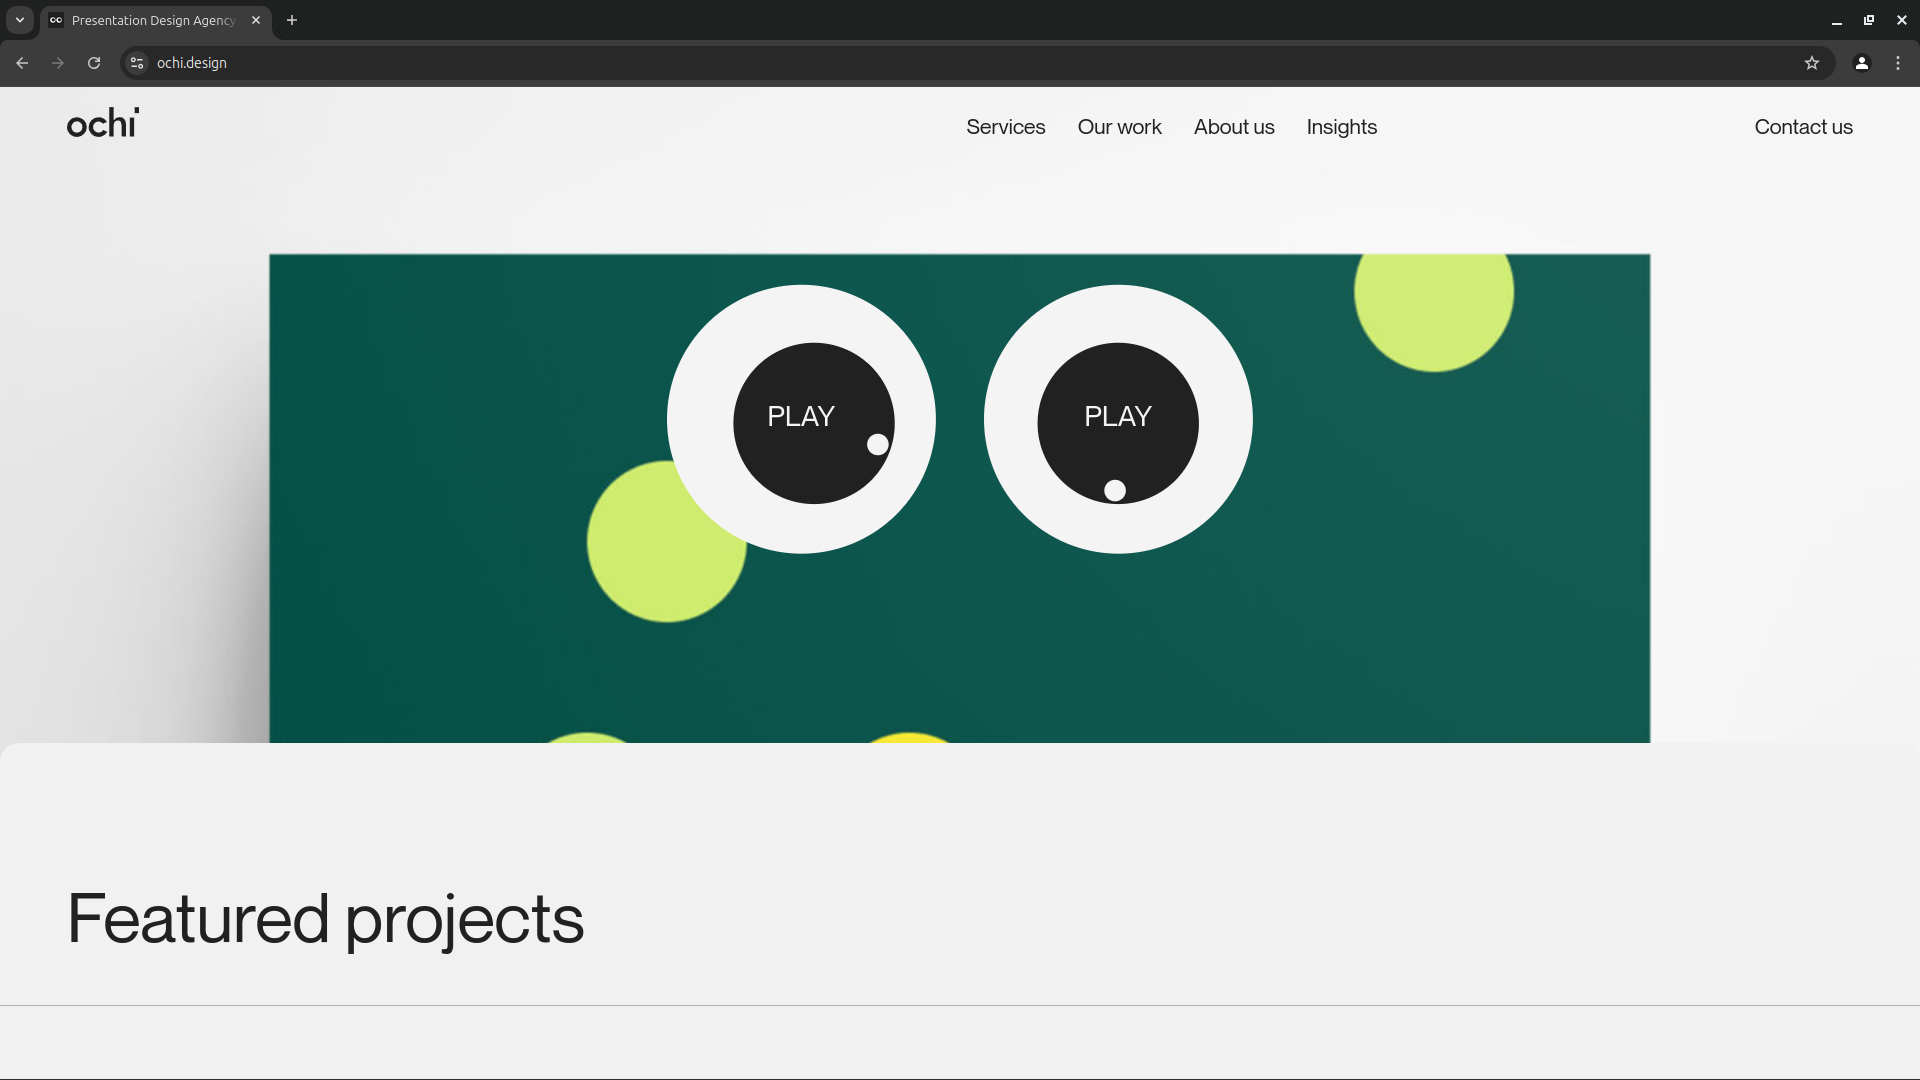 Presentation Design Agency
ochi.design
ochi
Services
Our work
About us
Insights
Contact us
PLAY
PLAY
Featured projects